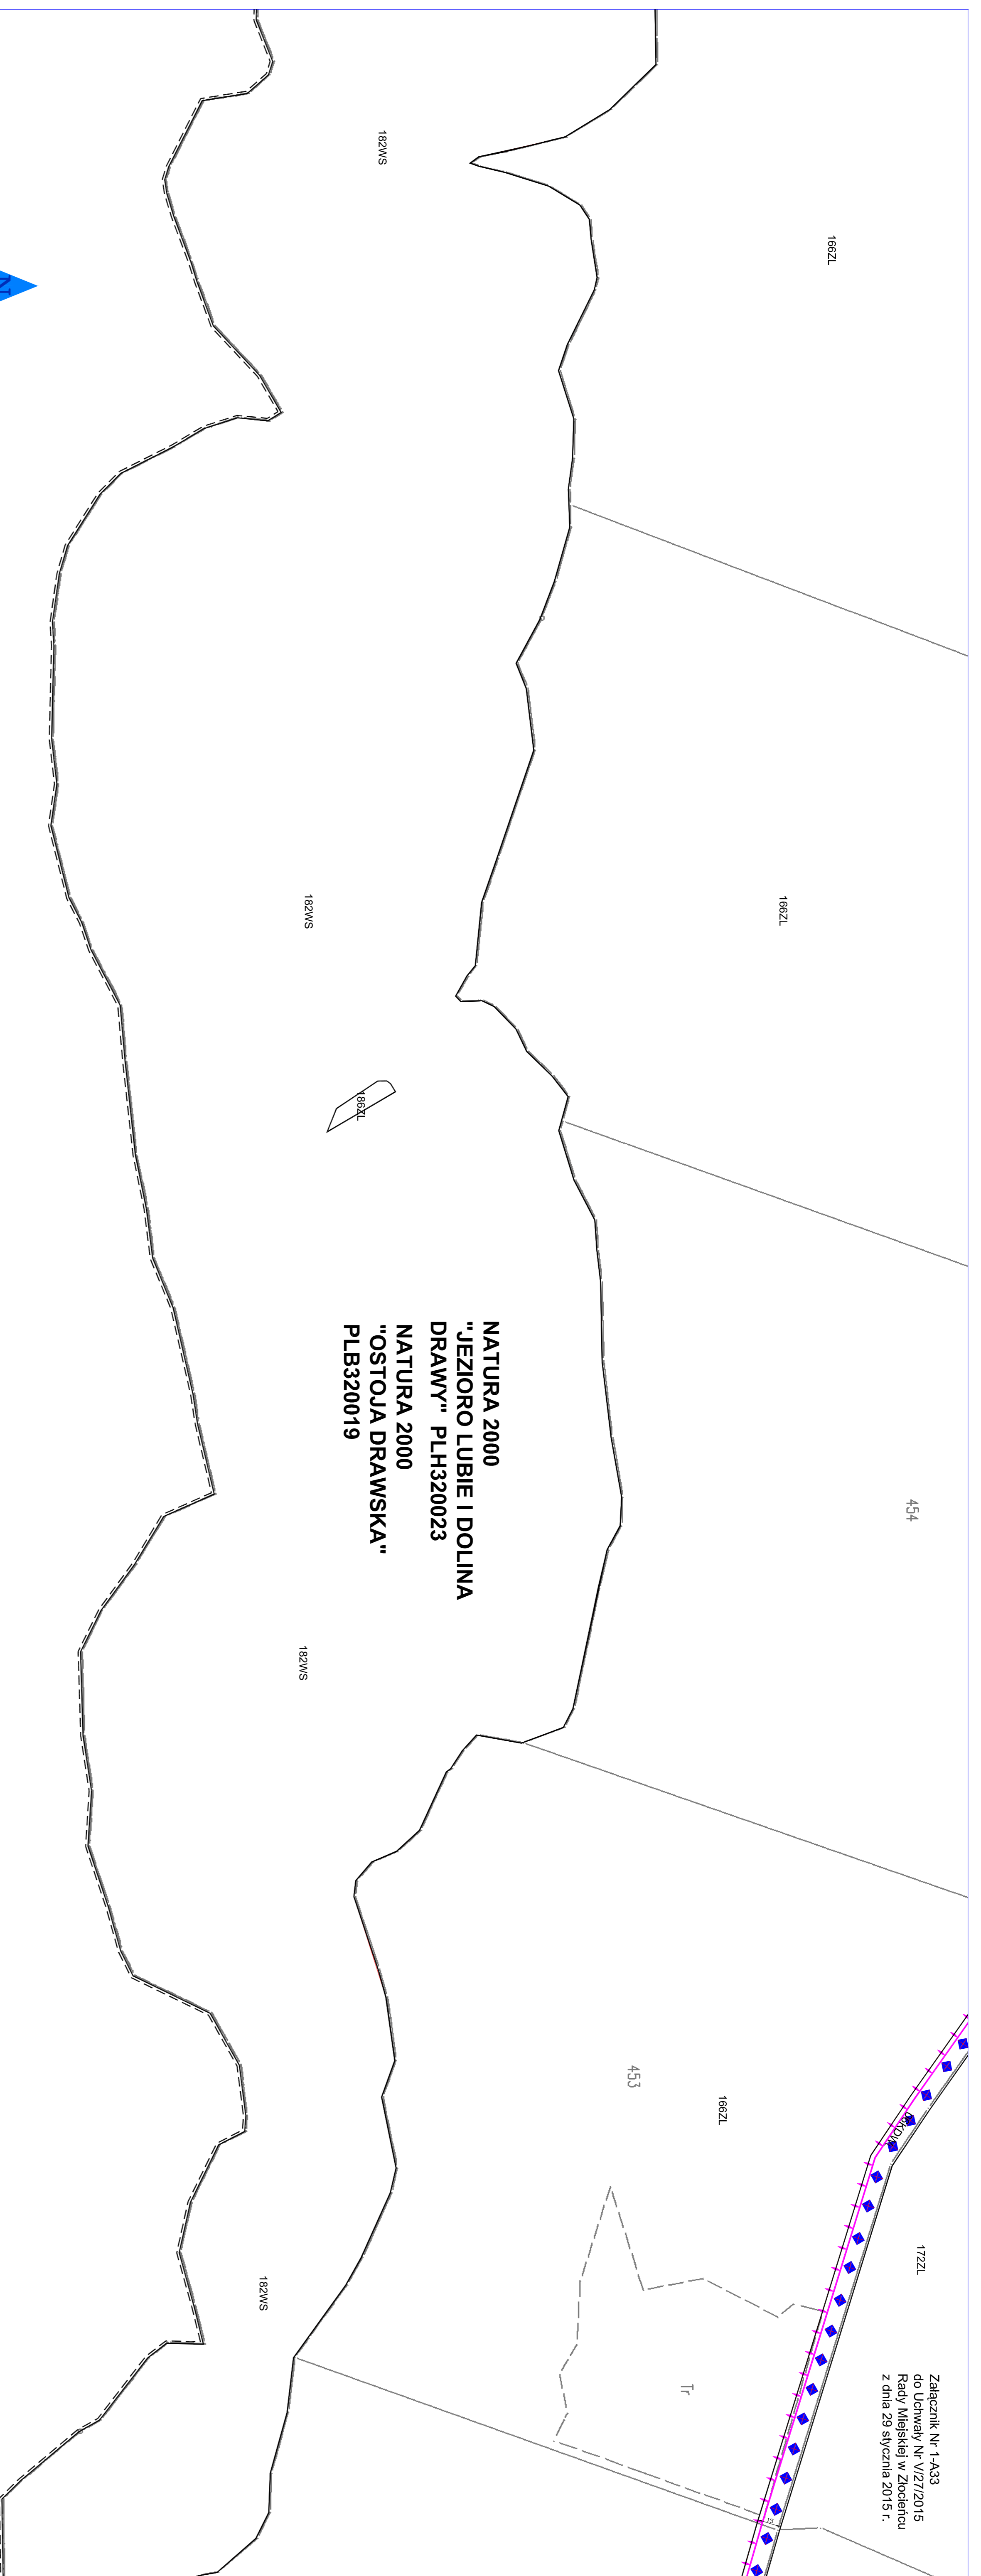 Załącznik Nr 1-A33
do Uchwały Nr V/27/2015
Rady Miejskiej w Złocieńcu
z dnia 29 stycznia 2015 r.
172ZL
454
166ZL
166ZL
166ZL
453
Tr
NATURA 2000
"JEZIORO LUBIE I DOLINA
DRAWY" PLH320023
NATURA 2000
"OSTOJA DRAWSKA"
PLB320019
182WS
182WS
186ZL
182WS
182WS
N